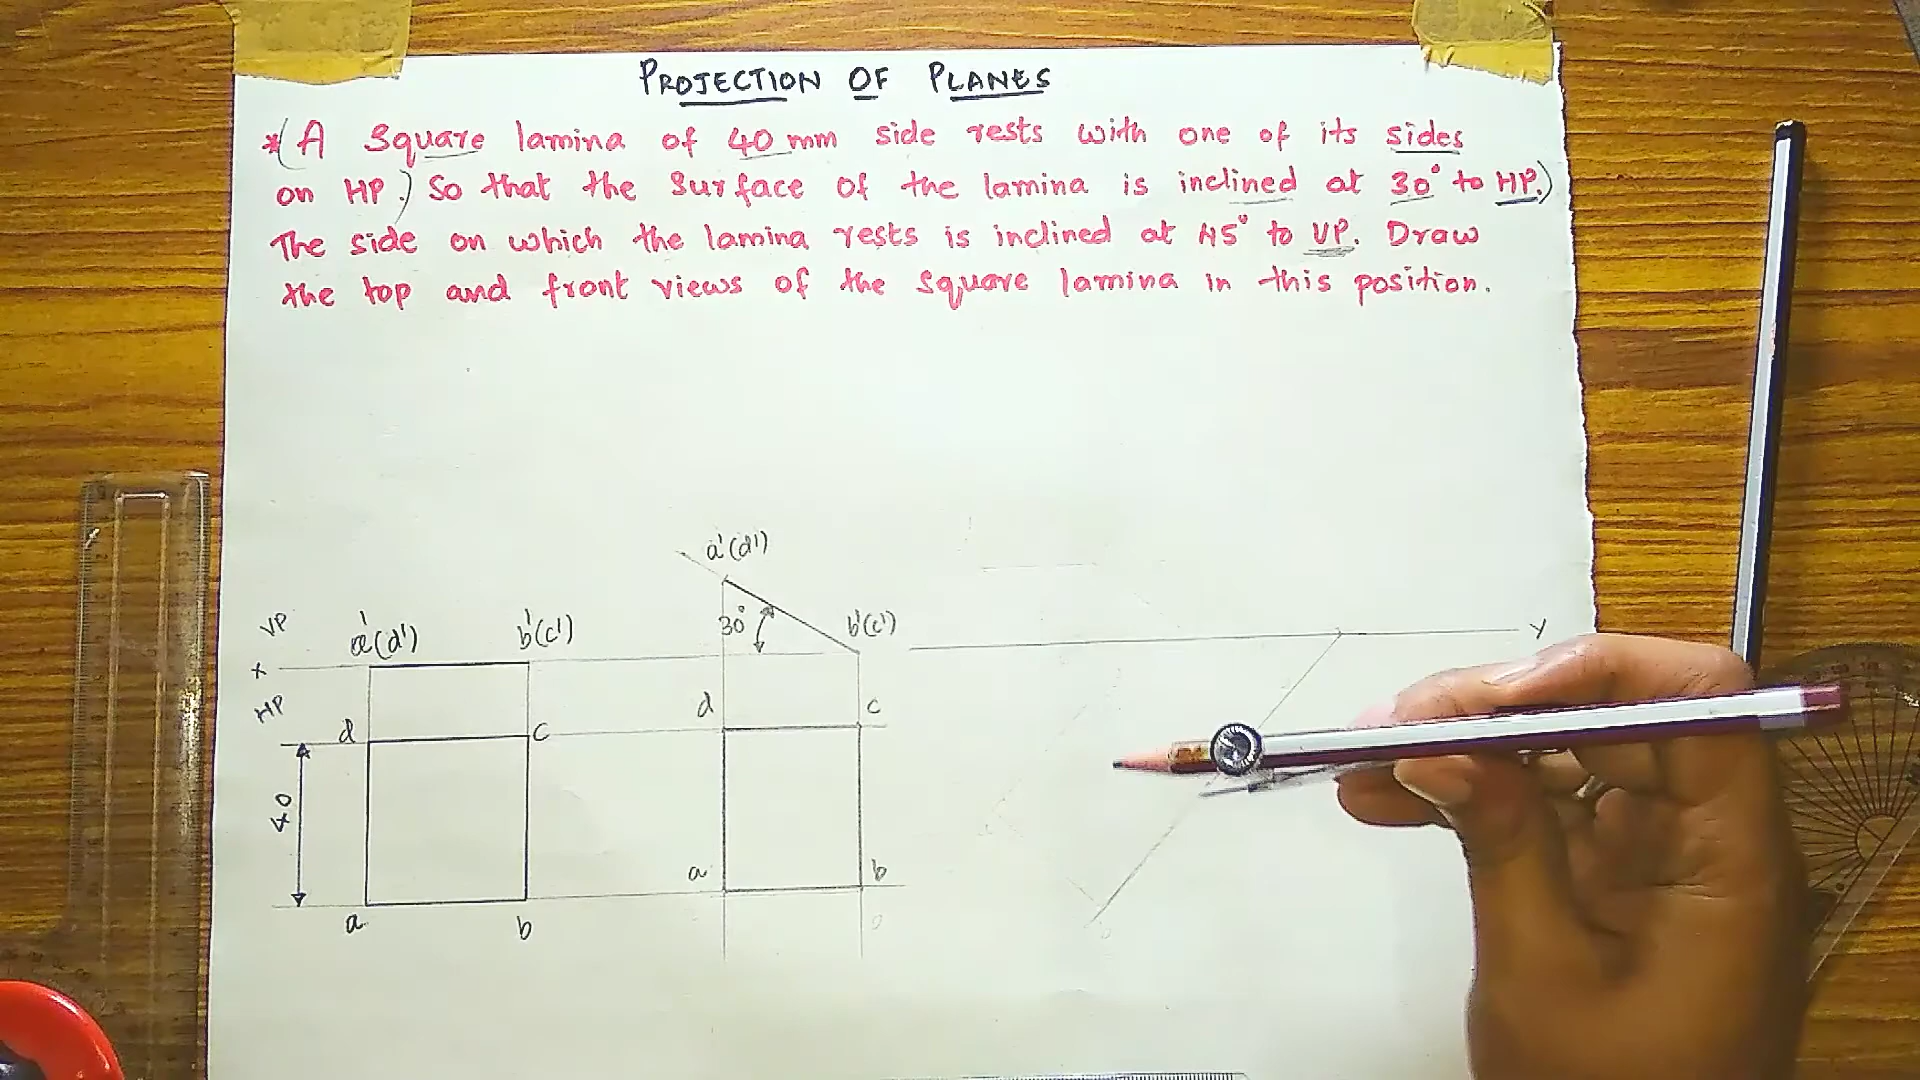 PROJECTION OF PLANES
*(A square lamina of 40 mm side rests with one of its sides
on HP.) So that the surface of the lamina is inclined at 30° to HP.)
The side on which the lamina rests is inclined at 45° to VP. Draw
the top and front views of the square lamina in this position.
a'(d')
VP a'(d') b'(c') 30° b'(c') Y
X
HP d c d c
40
a b
a b